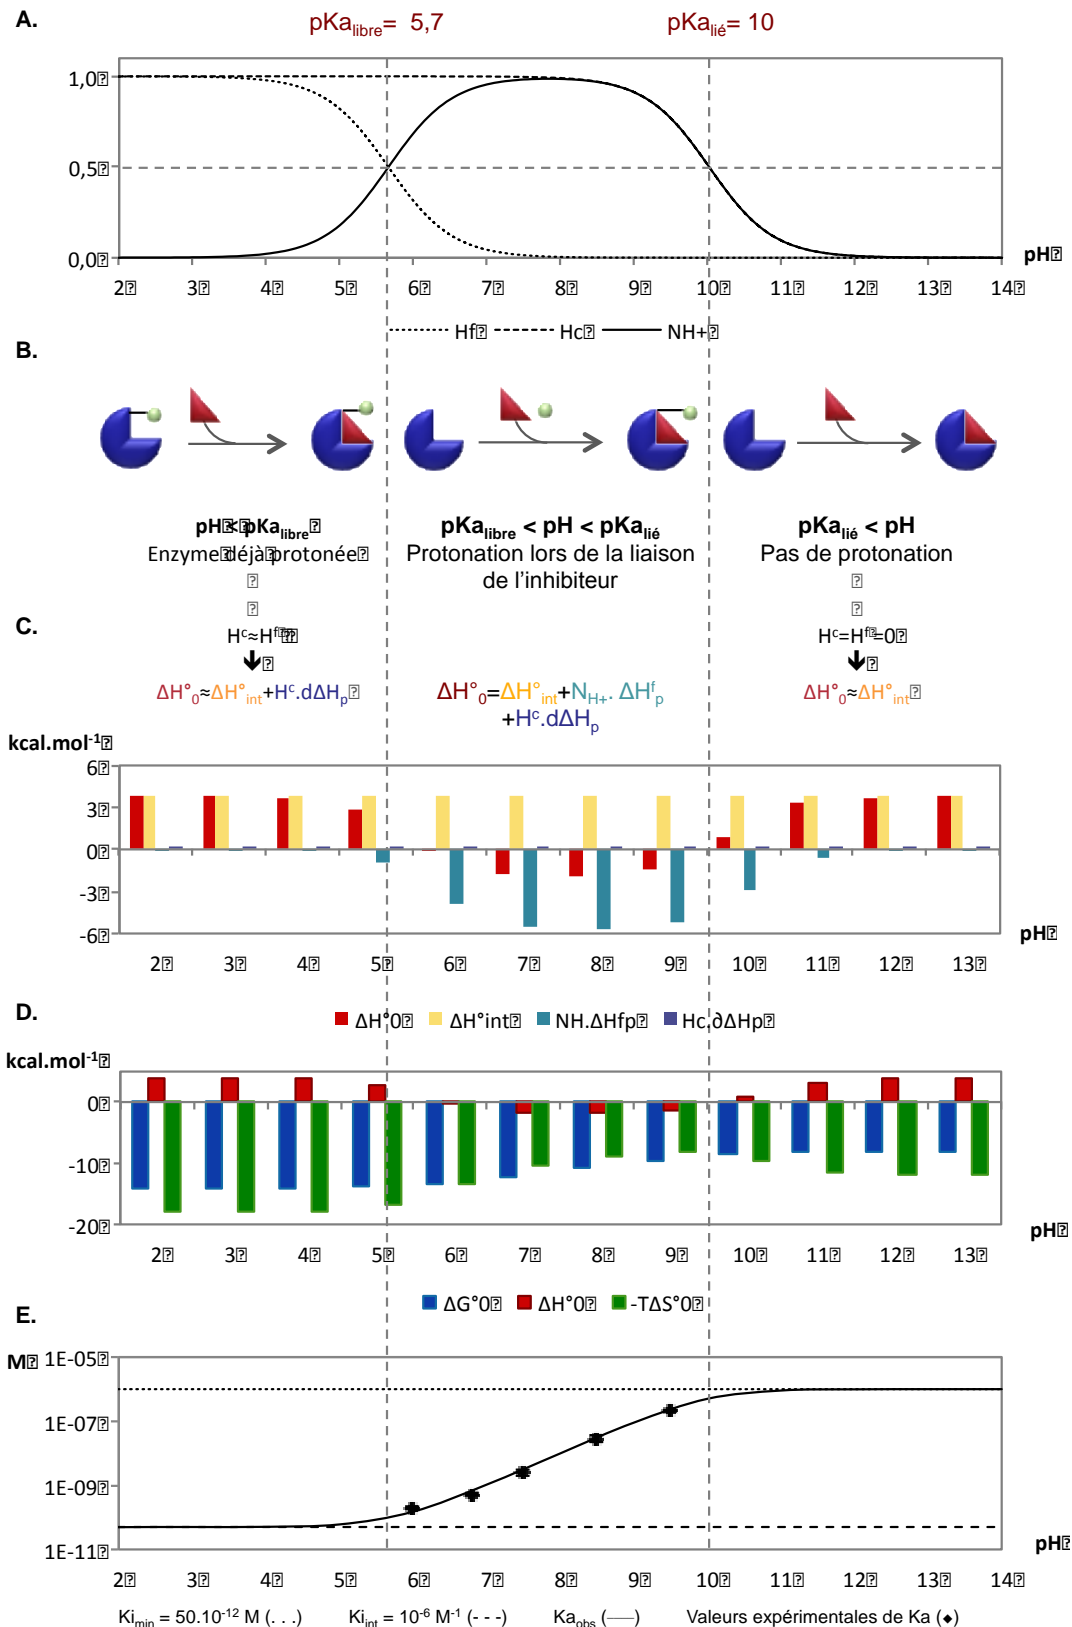 A.
pKalibre= 5,7 pKalié= 10
1,0
0,5
0,0
2 3 4 5 6 7 8 9 10 11 12 13 14
pH
Hf Hc NH+
B.
pH < pKalibre
Enzyme déjà protonée
pKalibre < pH < pKalié
Protonation lors de la liaison
de l'inhibiteur
pKalié < pH
Pas de protonation
C.
Hc≈Hf
ΔH°0≈ΔH°int+Hc.dΔHp
ΔH°0=ΔH°int+NH+. ΔHfp
+Hc.dΔHp
Hc=Hf=0
ΔH°0≈ΔH°int
kcal.mol-1
6
3
0
-3
-6
pH
2 3 4 5 6 7 8 9 10 11 12 13
D.
ΔH°0 ΔH°int NH.ΔHfp Hc.∂ΔHp
kcal.mol-1
0
-10
-20
pH
2 3 4 5 6 7 8 9 10 11 12 13
ΔG°0 ΔH°0 -TΔS°0
E.
M
1E-05
1E-07
1E-09
1E-11
pH
2 3 4 5 6 7 8 9 10 11 12 13 14
Kimin = 50.10-12 M (. . .) Kiint = 10-6 M-1 (- - -) Kaobs (—) Valeurs expérimentales de Ka (◆)